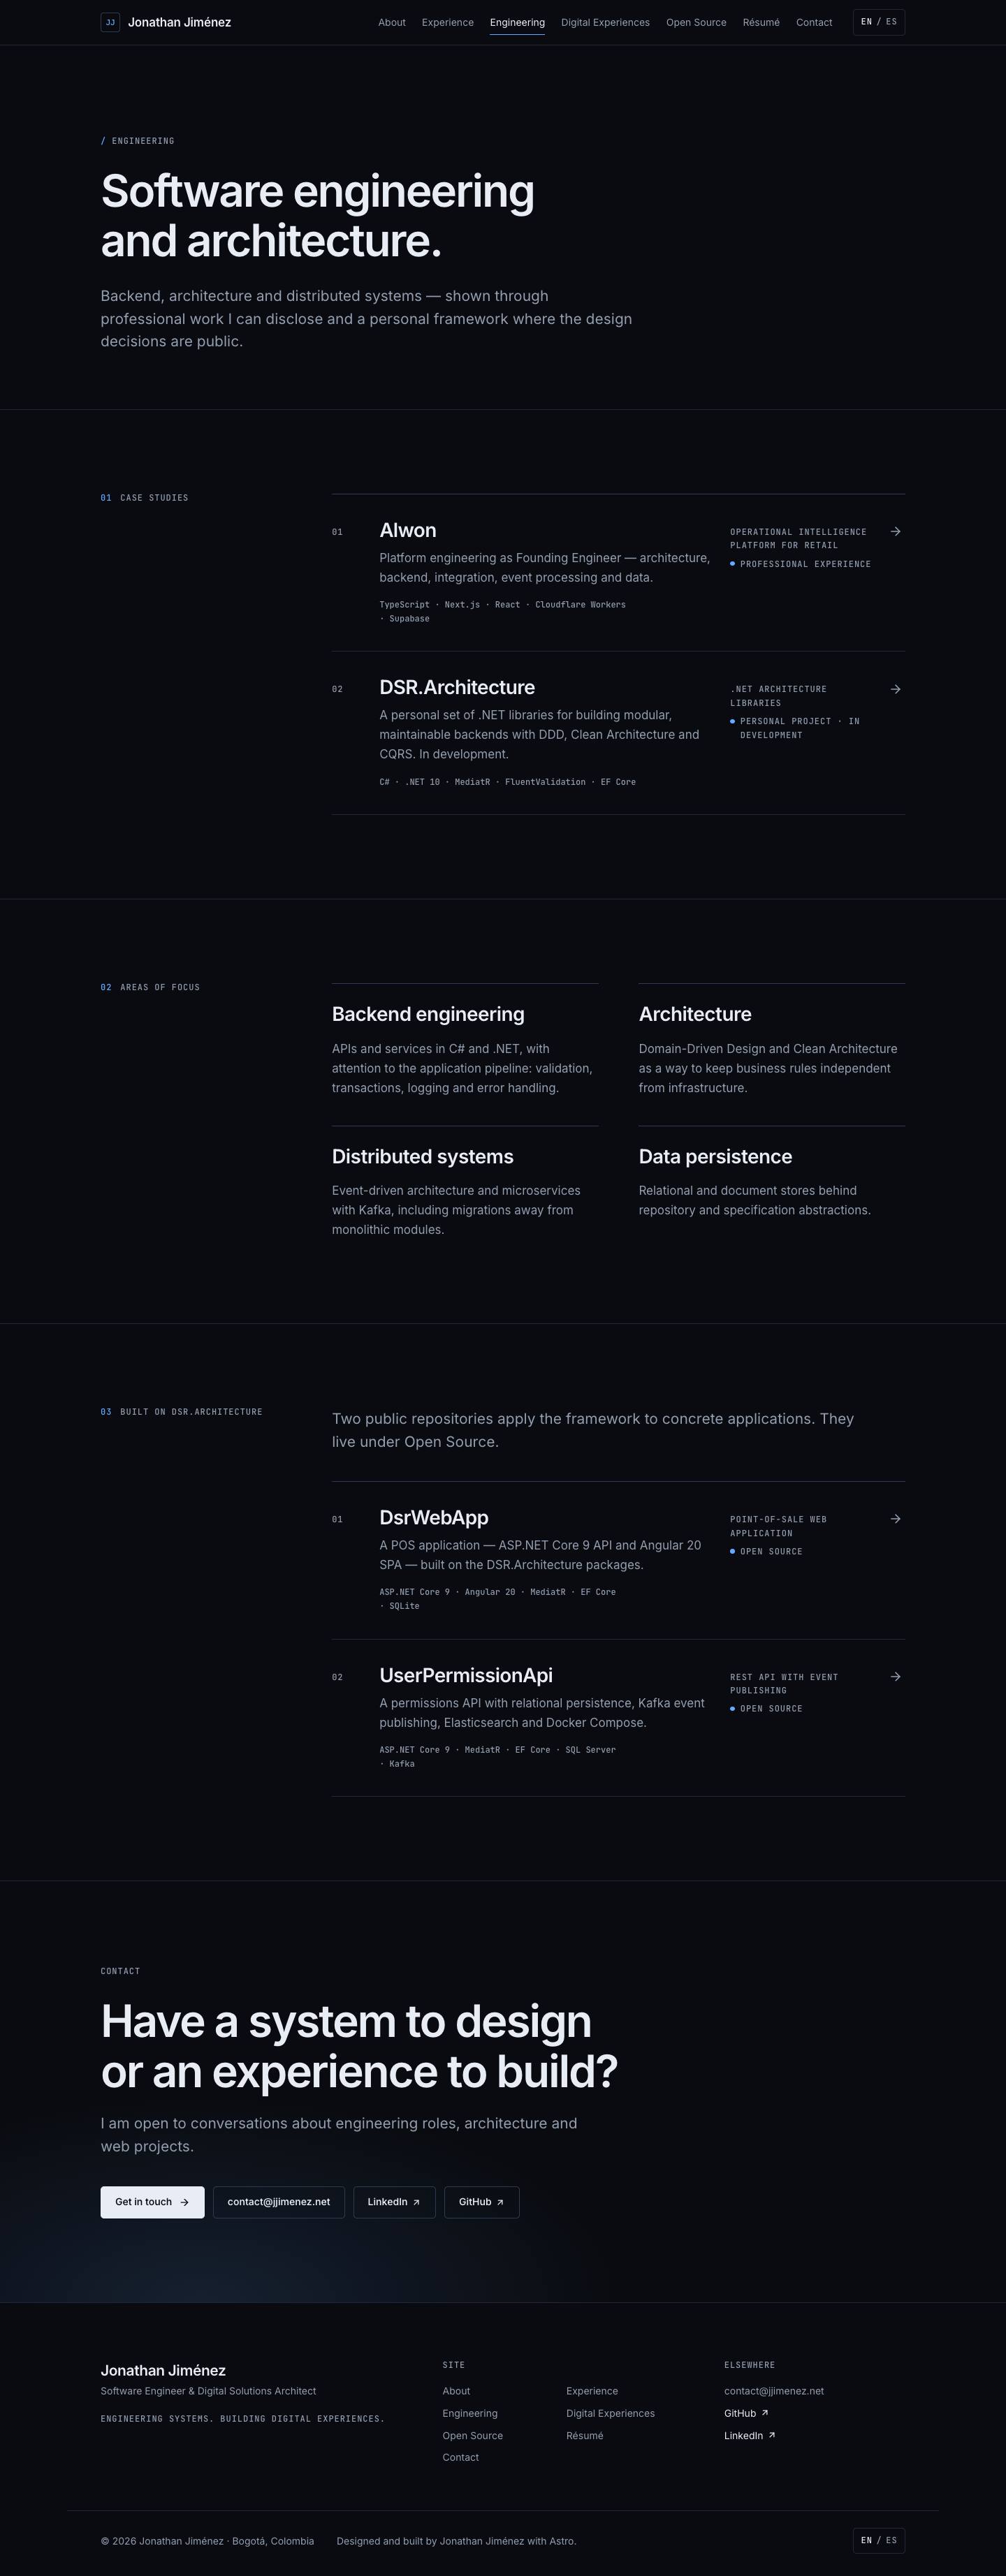 JJ Jonathan Jiménez About Experience Engineering Digital Experiences Open Source Résumé Contact EN / ES
/ ENGINEERING
Software engineering
and architecture.
Backend, architecture and distributed systems — shown through
professional work I can disclose and a personal framework where the design
decisions are public.
01 CASE STUDIES
01
Alwon
Platform engineering as Founding Engineer — architecture,
backend, integration, event processing and data.
TypeScript · Next.js · React · Cloudflare Workers
· Supabase
OPERATIONAL INTELLIGENCE
PLATFORM FOR RETAIL
PROFESSIONAL EXPERIENCE
02
DSR.Architecture
A personal set of .NET libraries for building modular,
maintainable backends with DDD, Clean Architecture and
CQRS. In development.
C# · .NET 10 · MediatR · FluentValidation · EF Core
.NET ARCHITECTURE
LIBRARIES
PERSONAL PROJECT · IN
DEVELOPMENT
02 AREAS OF FOCUS
Backend engineering
APIs and services in C# and .NET, with
attention to the application pipeline: validation,
transactions, logging and error handling.
Architecture
Domain-Driven Design and Clean Architecture
as a way to keep business rules independent
from infrastructure.
Distributed systems
Event-driven architecture and microservices
with Kafka, including migrations away from
monolithic modules.
Data persistence
Relational and document stores behind
repository and specification abstractions.
03 BUILT ON DSR.ARCHITECTURE
Two public repositories apply the framework to concrete applications. They
live under Open Source.
01
DsrWebApp
A POS application — ASP.NET Core 9 API and Angular 20
SPA — built on the DSR.Architecture packages.
ASP.NET Core 9 · Angular 20 · MediatR · EF Core
· SQLite
POINT-OF-SALE WEB
APPLICATION
OPEN SOURCE
02
UserPermissionApi
A permissions API with relational persistence, Kafka event
publishing, Elasticsearch and Docker Compose.
ASP.NET Core 9 · MediatR · EF Core · SQL Server
· Kafka
REST API WITH EVENT
PUBLISHING
OPEN SOURCE
CONTACT
Have a system to design
or an experience to build?
I am open to conversations about engineering roles, architecture and
web projects.
Get in touch contact@jjimenez.net LinkedIn GitHub
Jonathan Jiménez
Software Engineer & Digital Solutions Architect
ENGINEERING SYSTEMS. BUILDING DIGITAL EXPERIENCES.
SITE
About Experience
Engineering Digital Experiences
Open Source Résumé
Contact
ELSEWHERE
contact@jjimenez.net
GitHub
LinkedIn
© 2026 Jonathan Jiménez · Bogotá, Colombia Designed and built by Jonathan Jiménez with Astro. EN / ES